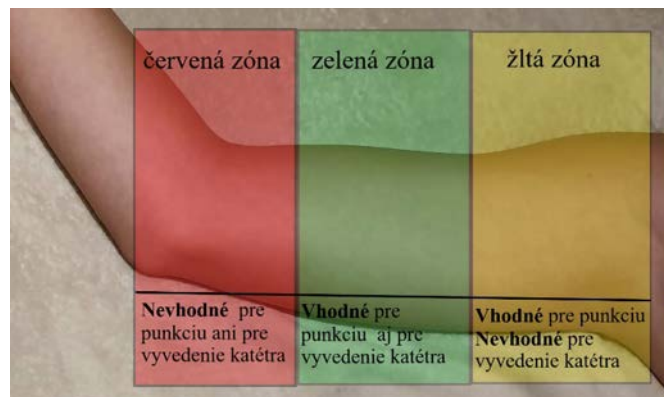 červená zóna
zelená zóna
žltá zóna
Nevhodné pre
punkciu ani pre
vyvedenie katétra
Vhodné pre
punkciu aj pre
vyvedenie katétra
Vhodné pre punkciu
Nevhodné pre
vyvedenie katétra